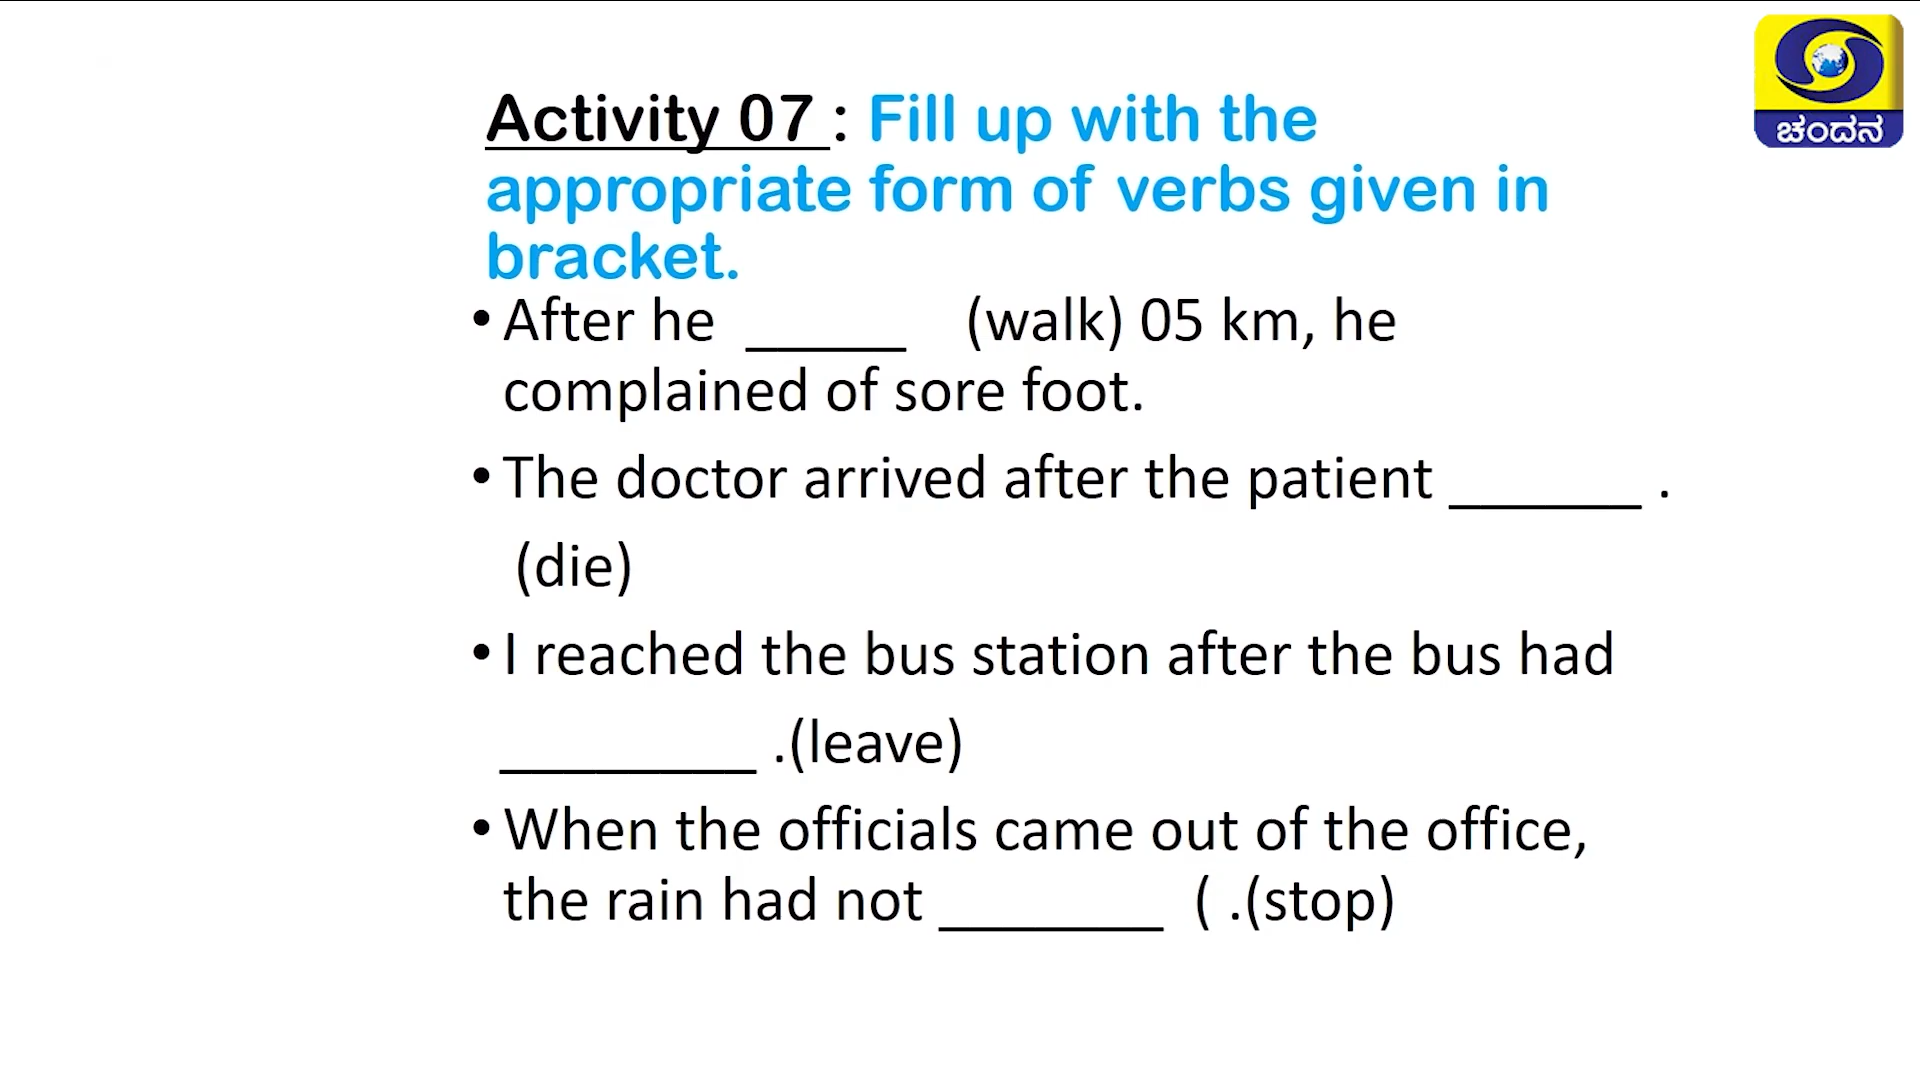 ಚಂದನ
Activity 07 : Fill up with the
appropriate form of verbs given in
bracket.
• After he _____ (walk) 05 km, he
complained of sore foot.
• The doctor arrived after the patient ______ .
(die)
• I reached the bus station after the bus had
________ .(leave)
• When the officials came out of the office,
the rain had not _______ ( .(stop)